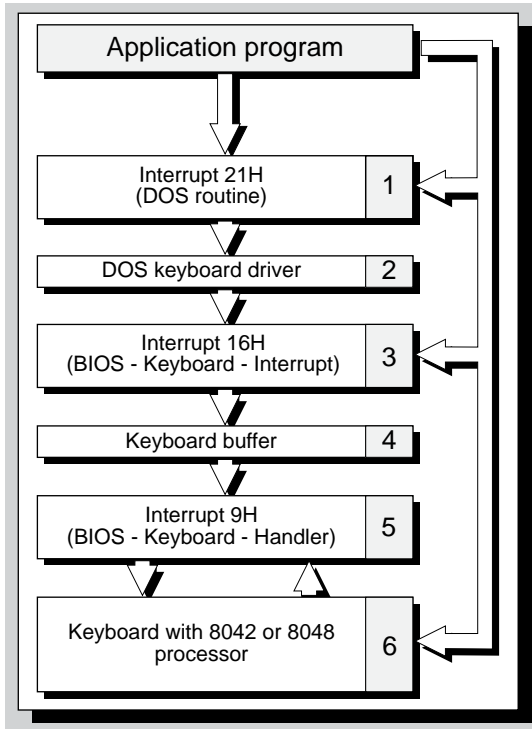 Application program
Interrupt 21H
(DOS routine)
1
DOS keyboard driver
2
Interrupt 16H
(BIOS - Keyboard - Interrupt)
3
Keyboard buffer
4
Interrupt 9H
(BIOS - Keyboard - Handler)
5
Keyboard with 8042 or 8048
processor
6